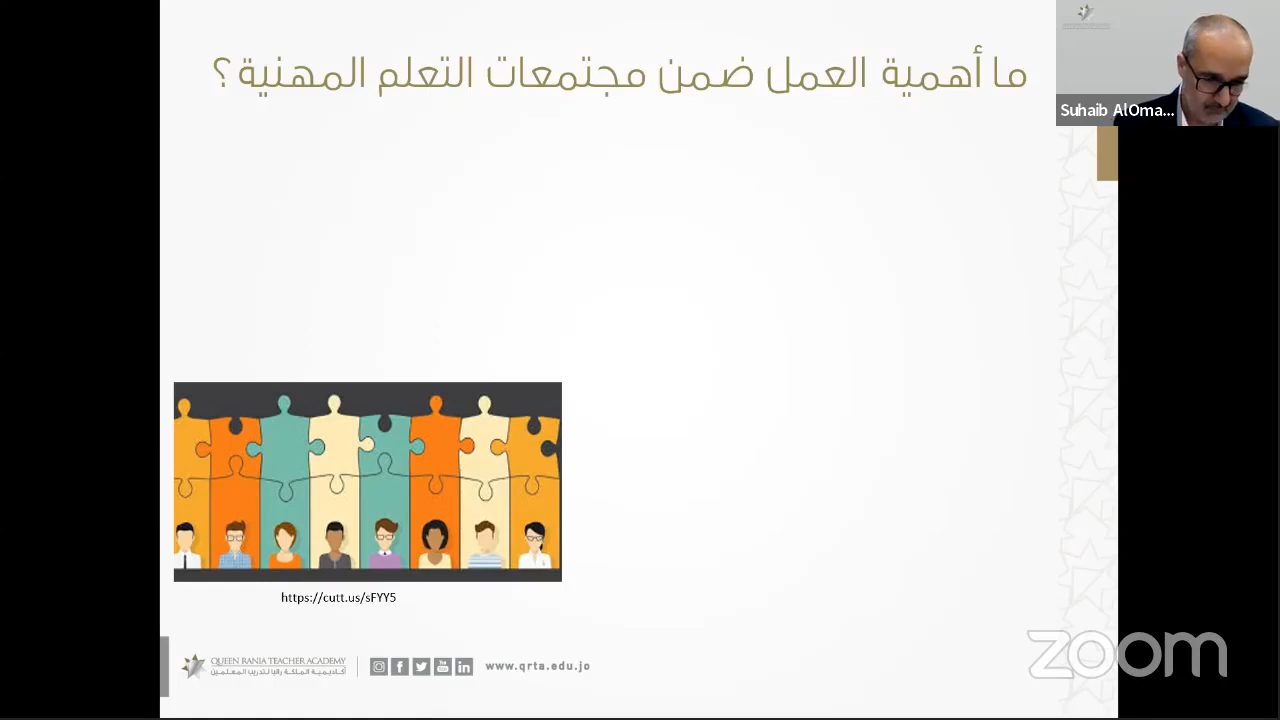 ما أهمية العمل ضمن مجتمعات التعلم المهنية؟
Suhaib AlOma...
https://cutt.us/sFYY5
QUEEN RANIA TEACHER ACADEMY
أكاديمية الملكة رانيا لتدريب المعلمين
www.qrta.edu.jo
zoom